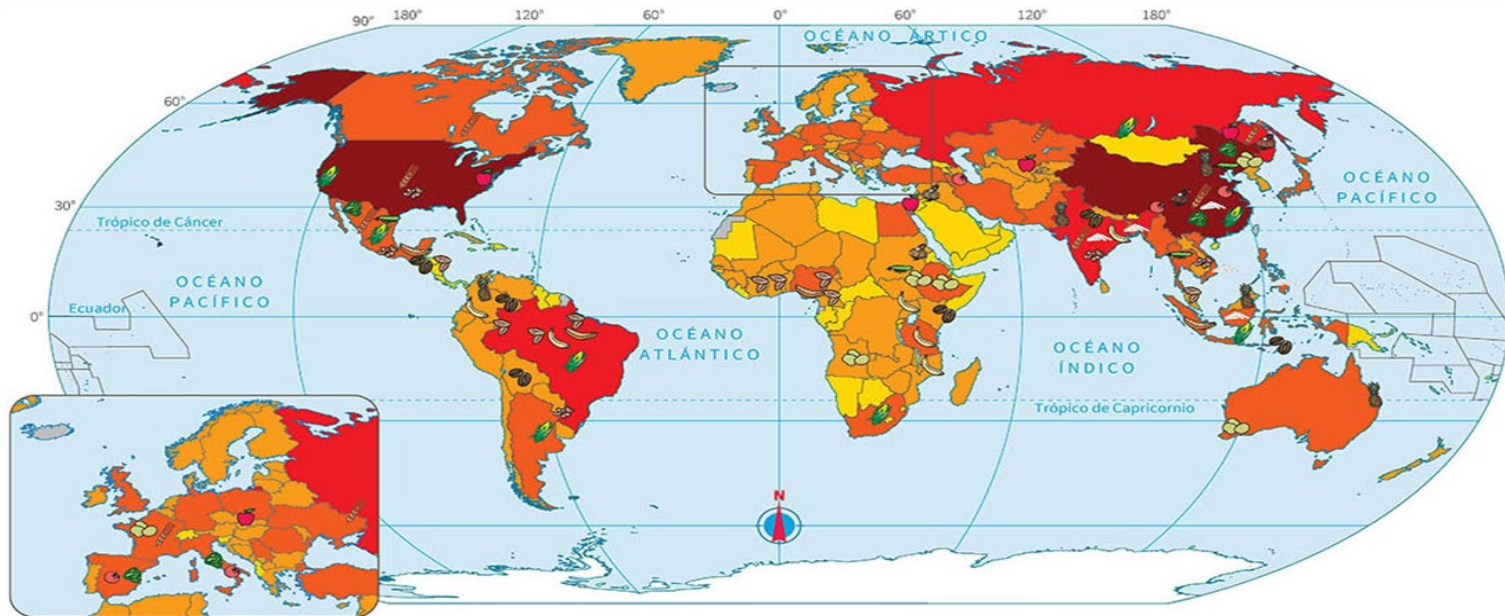 90°
180°
120°
60°
0°
60°
120°
180°
OCÉANO ÁRTICO
60°
OCÉANO
PACÍFICO
30°
Trópico de Cáncer
OCÉANO
PACÍFICO
Ecuador
0°
OCÉANO
ATLÁNTICO
OCÉANO
ÍNDICO
Trópico de Capricornio
N